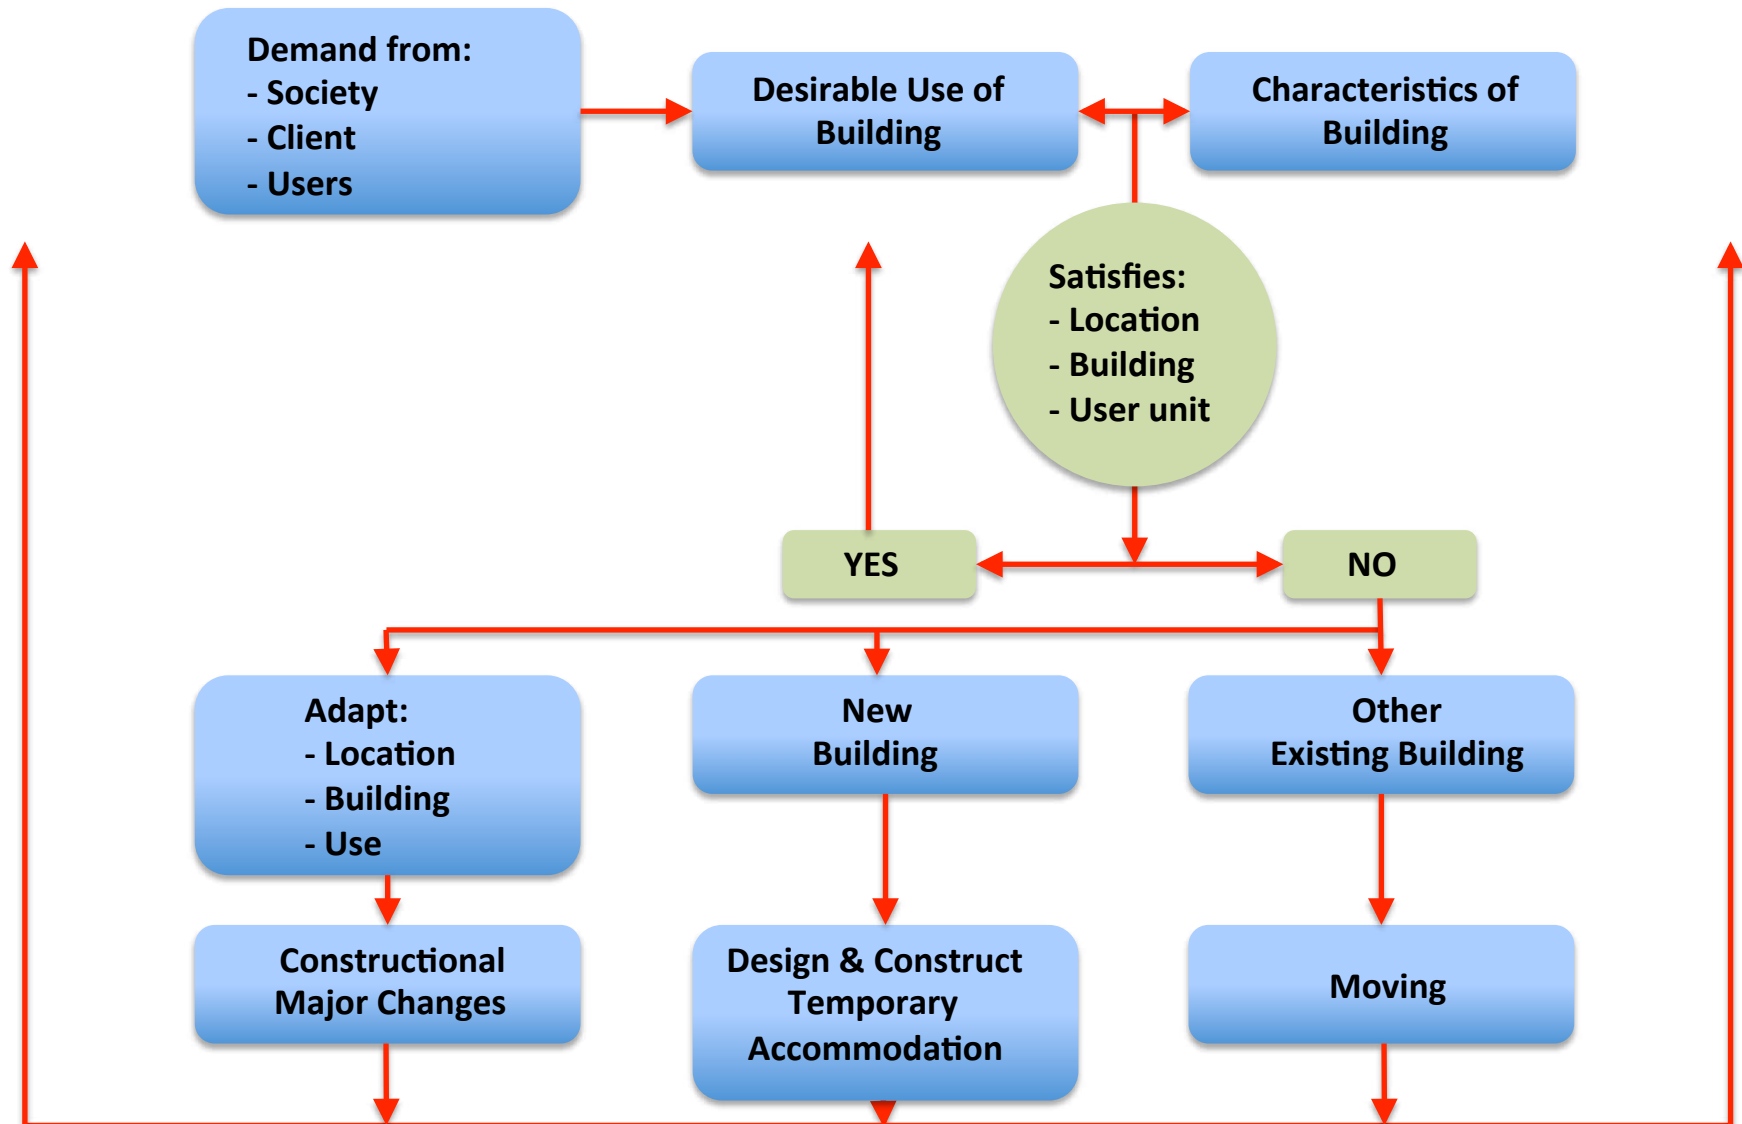 Demand from:
- Society
- Client
- Users
Desirable Use of
Building
Characteristics of
Building
Satisfies:
- Location
- Building
- User unit
YES
NO
Adapt:
- Location
- Building
- Use
New
Building
Other
Existing Building
Constructional
Major Changes
Design & Construct
Temporary
Accommodation
Moving